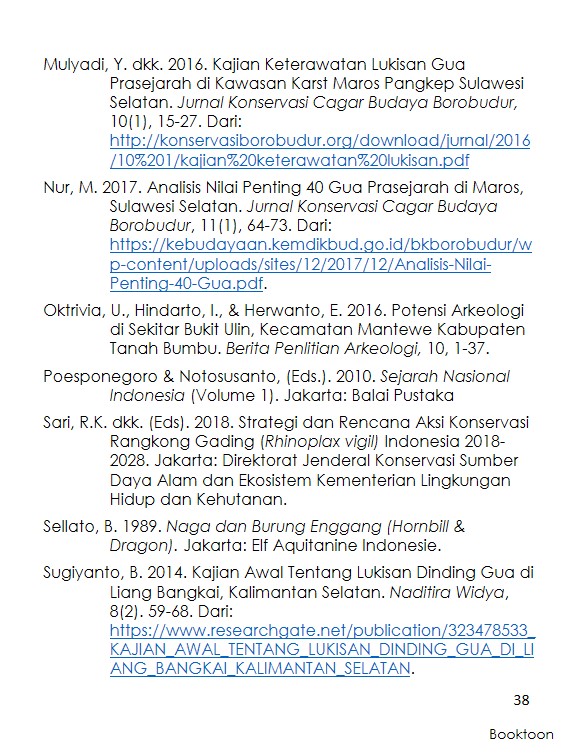 Mulyadi, Y. dkk. 2016. Kajian Keterawatan Lukisan Gua
Prasejarah di Kawasan Karst Maros Pangkep Sulawesi
Selatan. Jurnal Konservasi Cagar Budaya Borobudur,
10(1), 15-27. Dari:
http://konservasiborobudur.org/download/jurnal/2016
/10%201/kajian%20keterawatan%20lukisan.pdf
Nur, M. 2017. Analisis Nilai Penting 40 Gua Prasejarah di Maros,
Sulawesi Selatan. Jurnal Konservasi Cagar Budaya
Borobudur, 11(1), 64-73. Dari:
https://kebudayaan.kemdikbud.go.id/bkborobudur/w
p-content/uploads/sites/12/2017/12/Analisis-Nilai-
Penting-40-Gua.pdf.
Oktrivia, U., Hindarto, I., & Herwanto, E. 2016. Potensi Arkeologi
di Sekitar Bukit Ulin, Kecamatan Mantewe Kabupaten
Tanah Bumbu. Berita Penlitian Arkeologi, 10, 1-37.
Poesponegoro & Notosusanto, (Eds.). 2010. Sejarah Nasional
Indonesia (Volume 1). Jakarta: Balai Pustaka
Sari, R.K. dkk. (Eds). 2018. Strategi dan Rencana Aksi Konservasi
Rangkong Gading (Rhinoplax vigil) Indonesia 2018-
2028. Jakarta: Direktorat Jenderal Konservasi Sumber
Daya Alam dan Ekosistem Kementerian Lingkungan
Hidup dan Kehutanan.
Sellato, B. 1989. Naga dan Burung Enggang (Hornbill &
Dragon). Jakarta: Elf Aquitanine Indonesie.
Sugiyanto, B. 2014. Kajian Awal Tentang Lukisan Dinding Gua di
Liang Bangkai, Kalimantan Selatan. Naditira Widya,
8(2). 59-68. Dari:
https://www.researchgate.net/publication/323478533_
KAJIAN_AWAL_TENTANG_LUKISAN_DINDING_GUA_DI_LI
ANG_BANGKAI_KALIMANTAN_SELATAN.
38
Booktoon